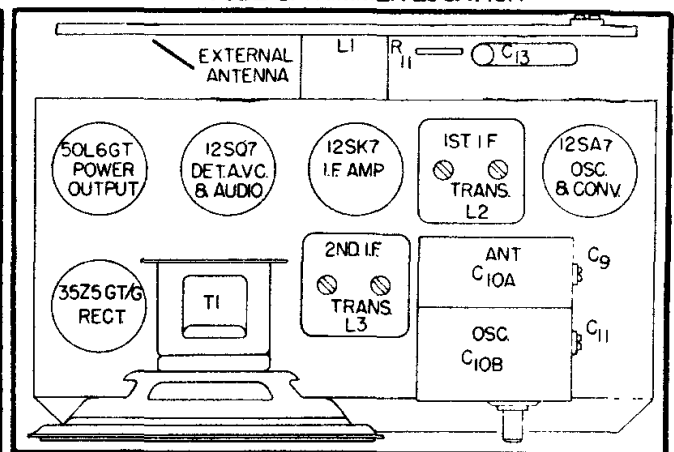 EXTERNAL
ANTENNA
L1
R11
C13
50L6GT
POWER
OUTPUT
12SQ7
DET.A.V.C.
& AUDIO
12SK7
I.F AMP
1ST I F
TRANS.
L2
12SA7
OSC.
& CONV.
35Z5 GT/G
RECT.
T1
2ND. I.F.
TRANS.
L3
ANT
C10A
C9
OSC.
C10B
C11